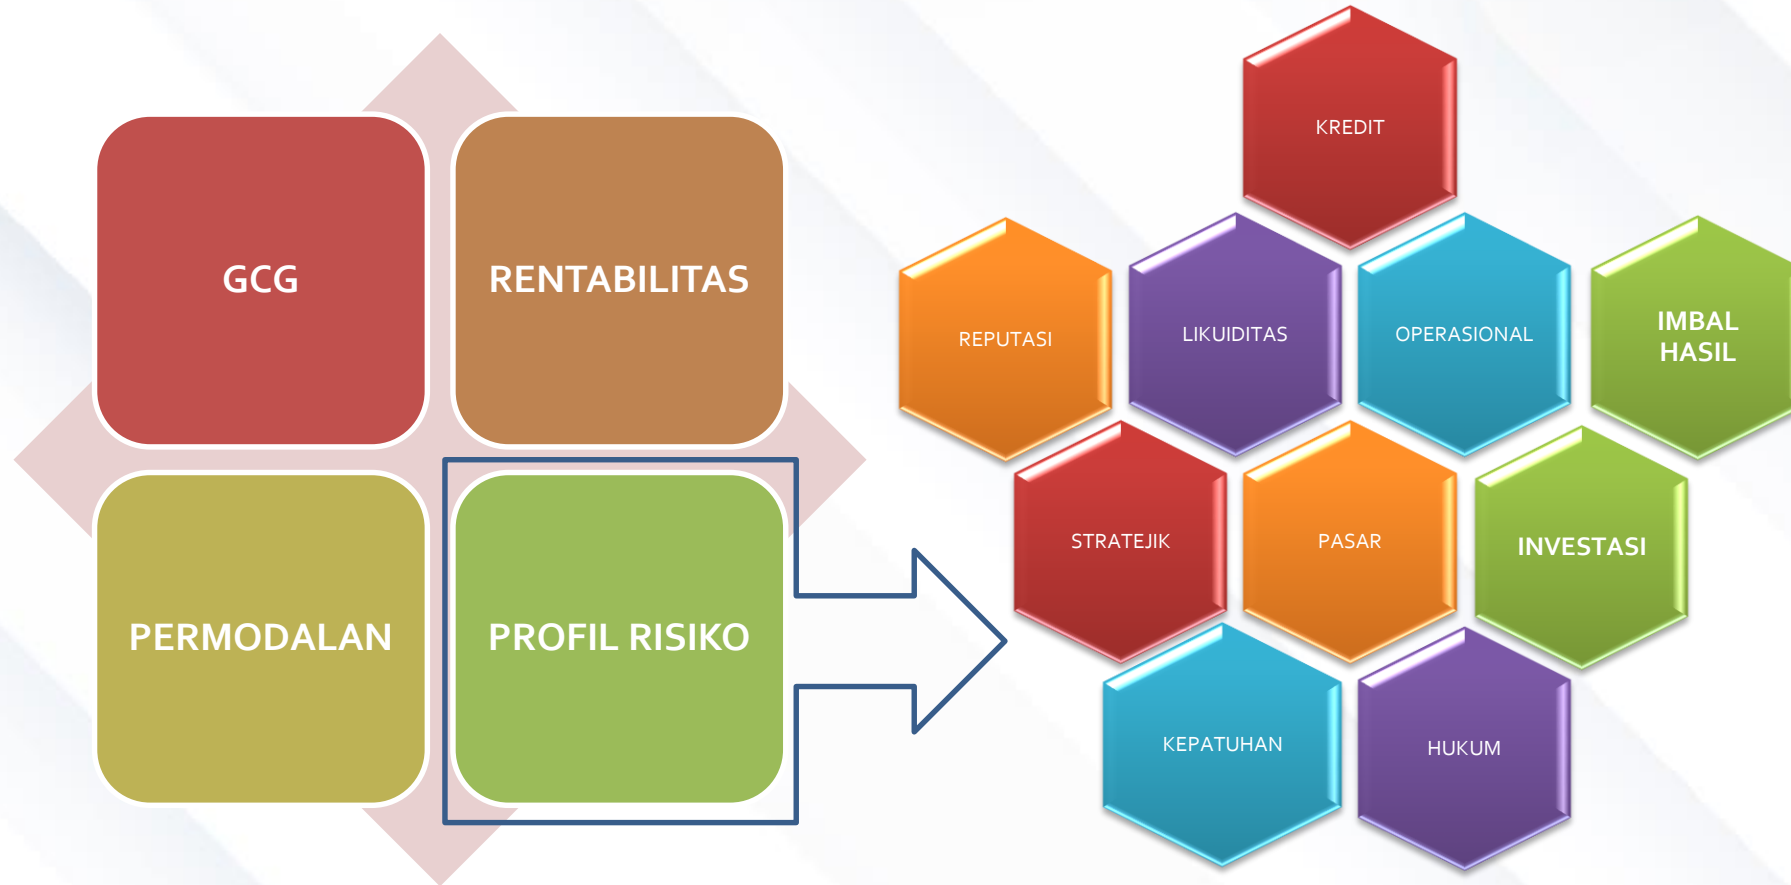 GCG
RENTABILITAS
PERMODALAN
PROFIL RISIKO
KREDIT
REPUTASI
LIKUIDITAS
OPERASIONAL
IMBAL
HASIL
STRATEJIK
PASAR
INVESTASI
KEPATUHAN
HUKUM